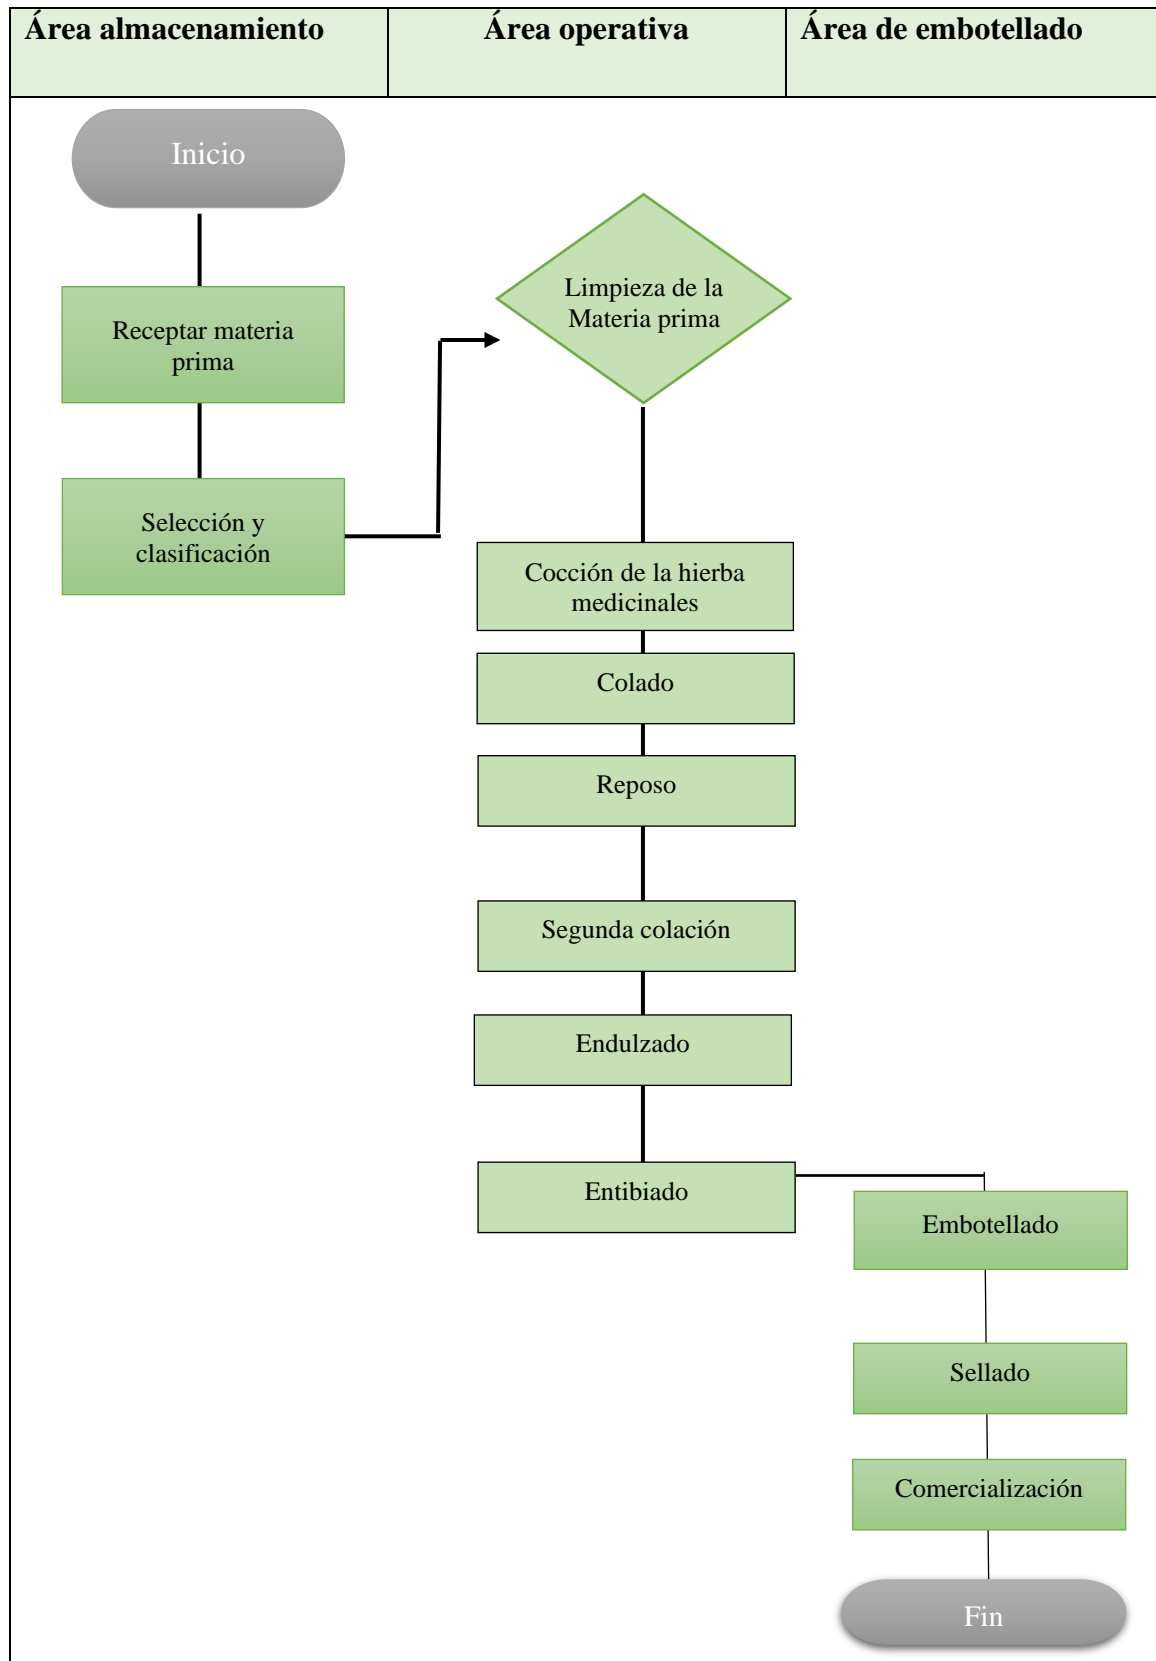 Área almacenamiento
Área operativa
Área de embotellado
Inicio
Receptar materia
prima
Selección y
clasificación
Limpieza de la
Materia prima
Cocción de la hierba
medicinales
Colado
Reposo
Segunda colación
Endulzado
Entibiado
Embotellado
Sellado
Comercialización
Fin